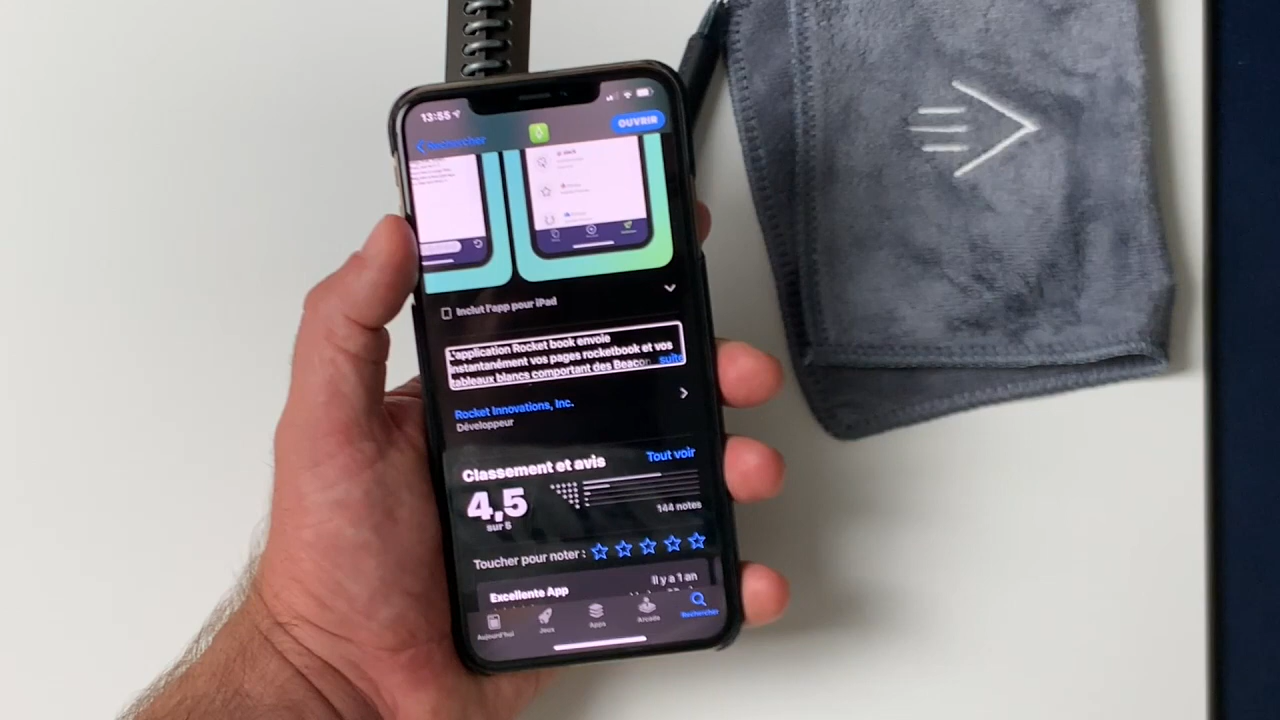 13:55
Rechercher
OUVRIR
Inclut l'app pour iPad
L'application Rocket book envoie
instantanément vos pages rocketbook et vos
tableaux blancs comportant des Beacon suite
Rocket Innovations, Inc.
Développeur
Classement et avis
Tout voir
4,5
sur 5
144 notes
Toucher pour noter :
Excellente App
Il y a 1 an
Aujourd'hui
Jeux
Apps
Arcade
Rechercher